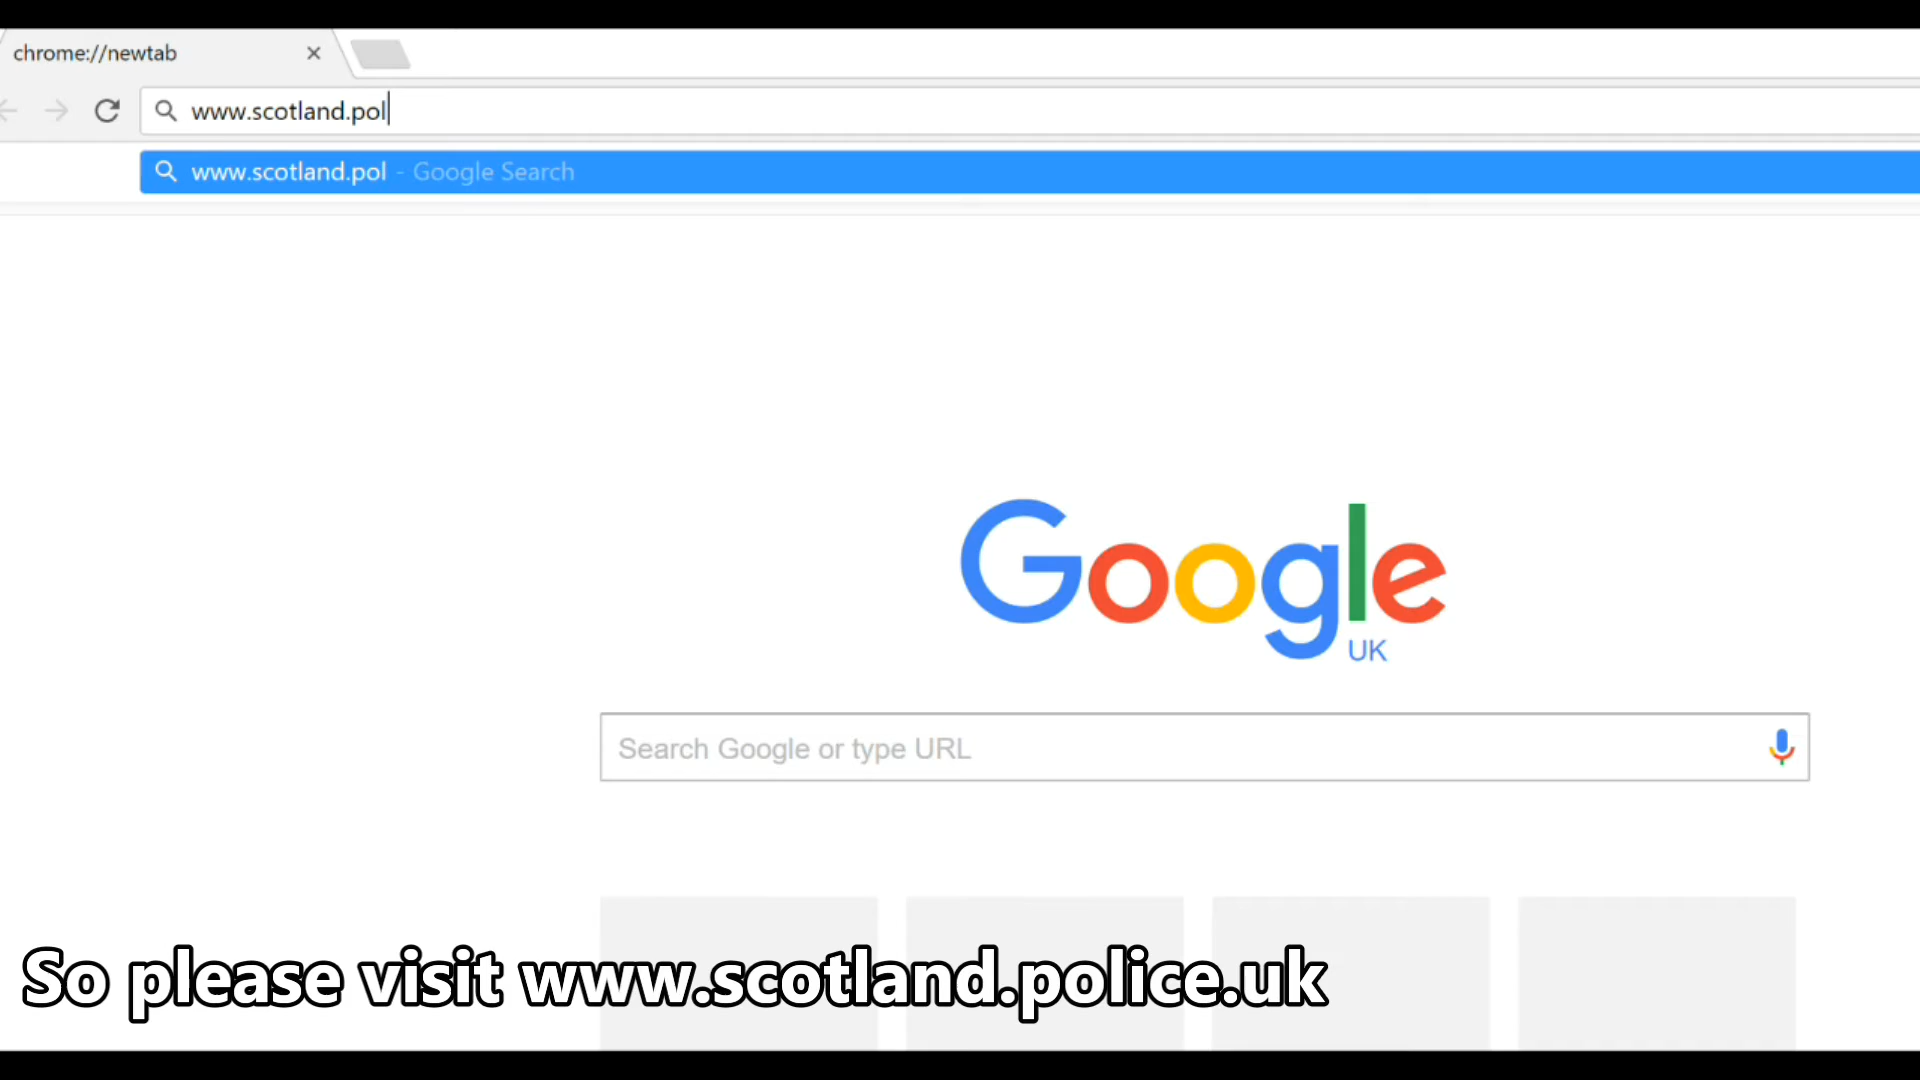 chrome://newtab
www.scotland.pol
www.scotland.pol - Google Search
Google
UK
Search Google or type URL
So please visit www.scotland.police.uk